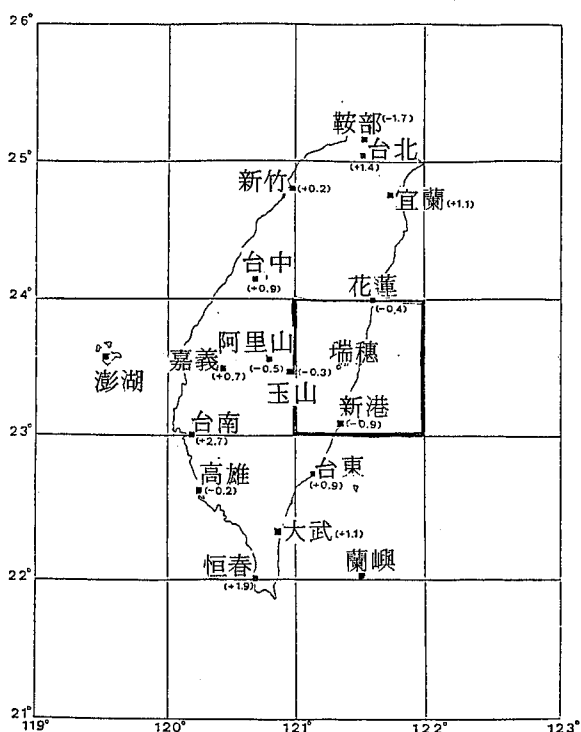 26°
鞍部(-1.7)
台北
(+1.4)
25°
新竹
(+0.2)
宜蘭(+1.1)
台中
(+0.9)
花蓮
(-0.4)
24°
阿里山
(-0.5)
瑞穗
嘉義
(+0.7)
玉山
(-0.3)
澎湖
新港
(-0.9)
台南
(+2.7)
23°
高雄
(-0.2)
台東
(+0.9)
大武(+1.1)
恒春
(+1.9)
蘭嶼
22°
21°
119°
120°
121°
122°
123°